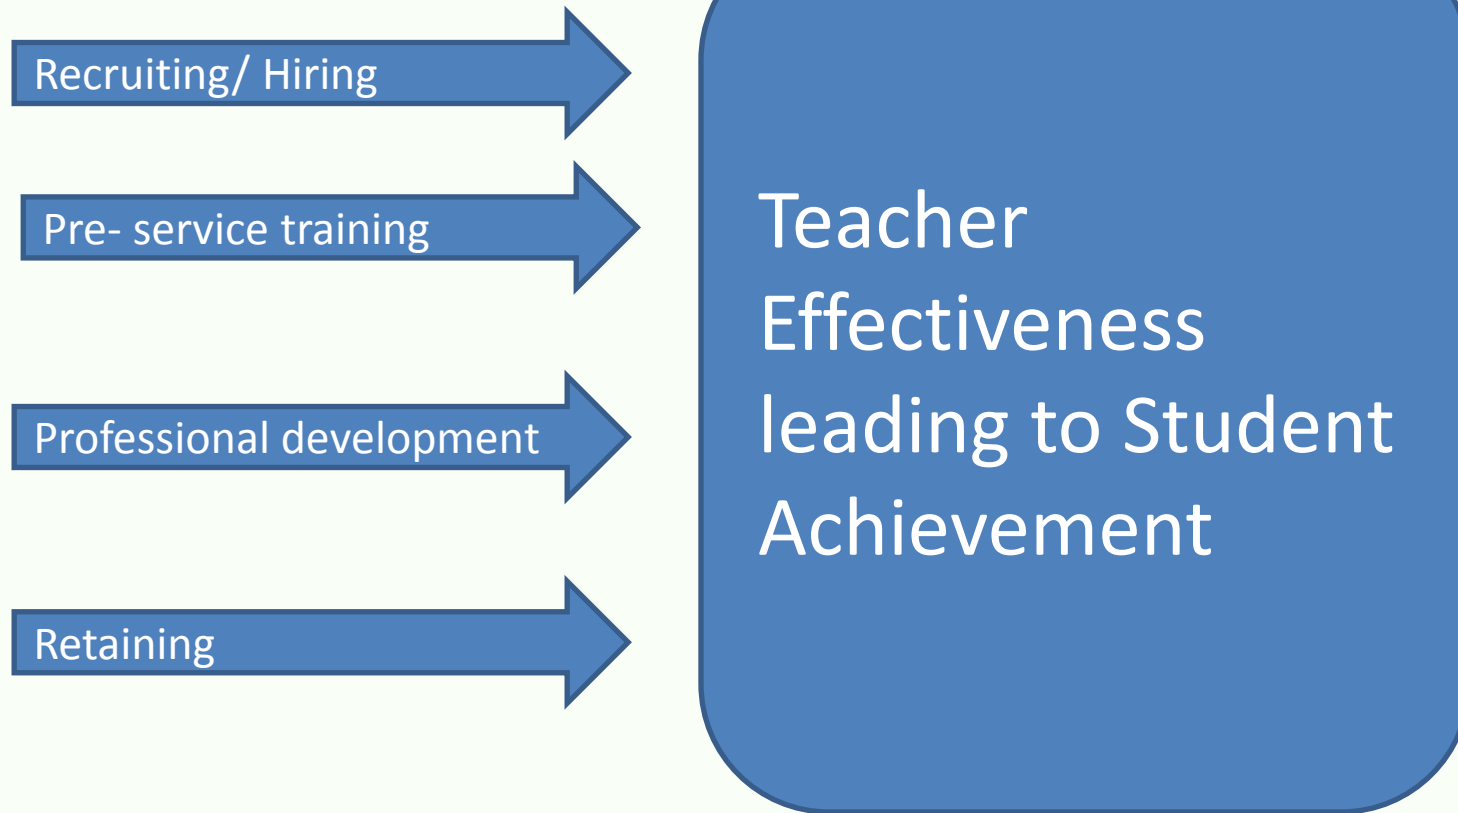 Recruiting/ Hiring
Pre- service training
Professional development
Retaining
Teacher
Effectiveness
leading to Student
Achievement